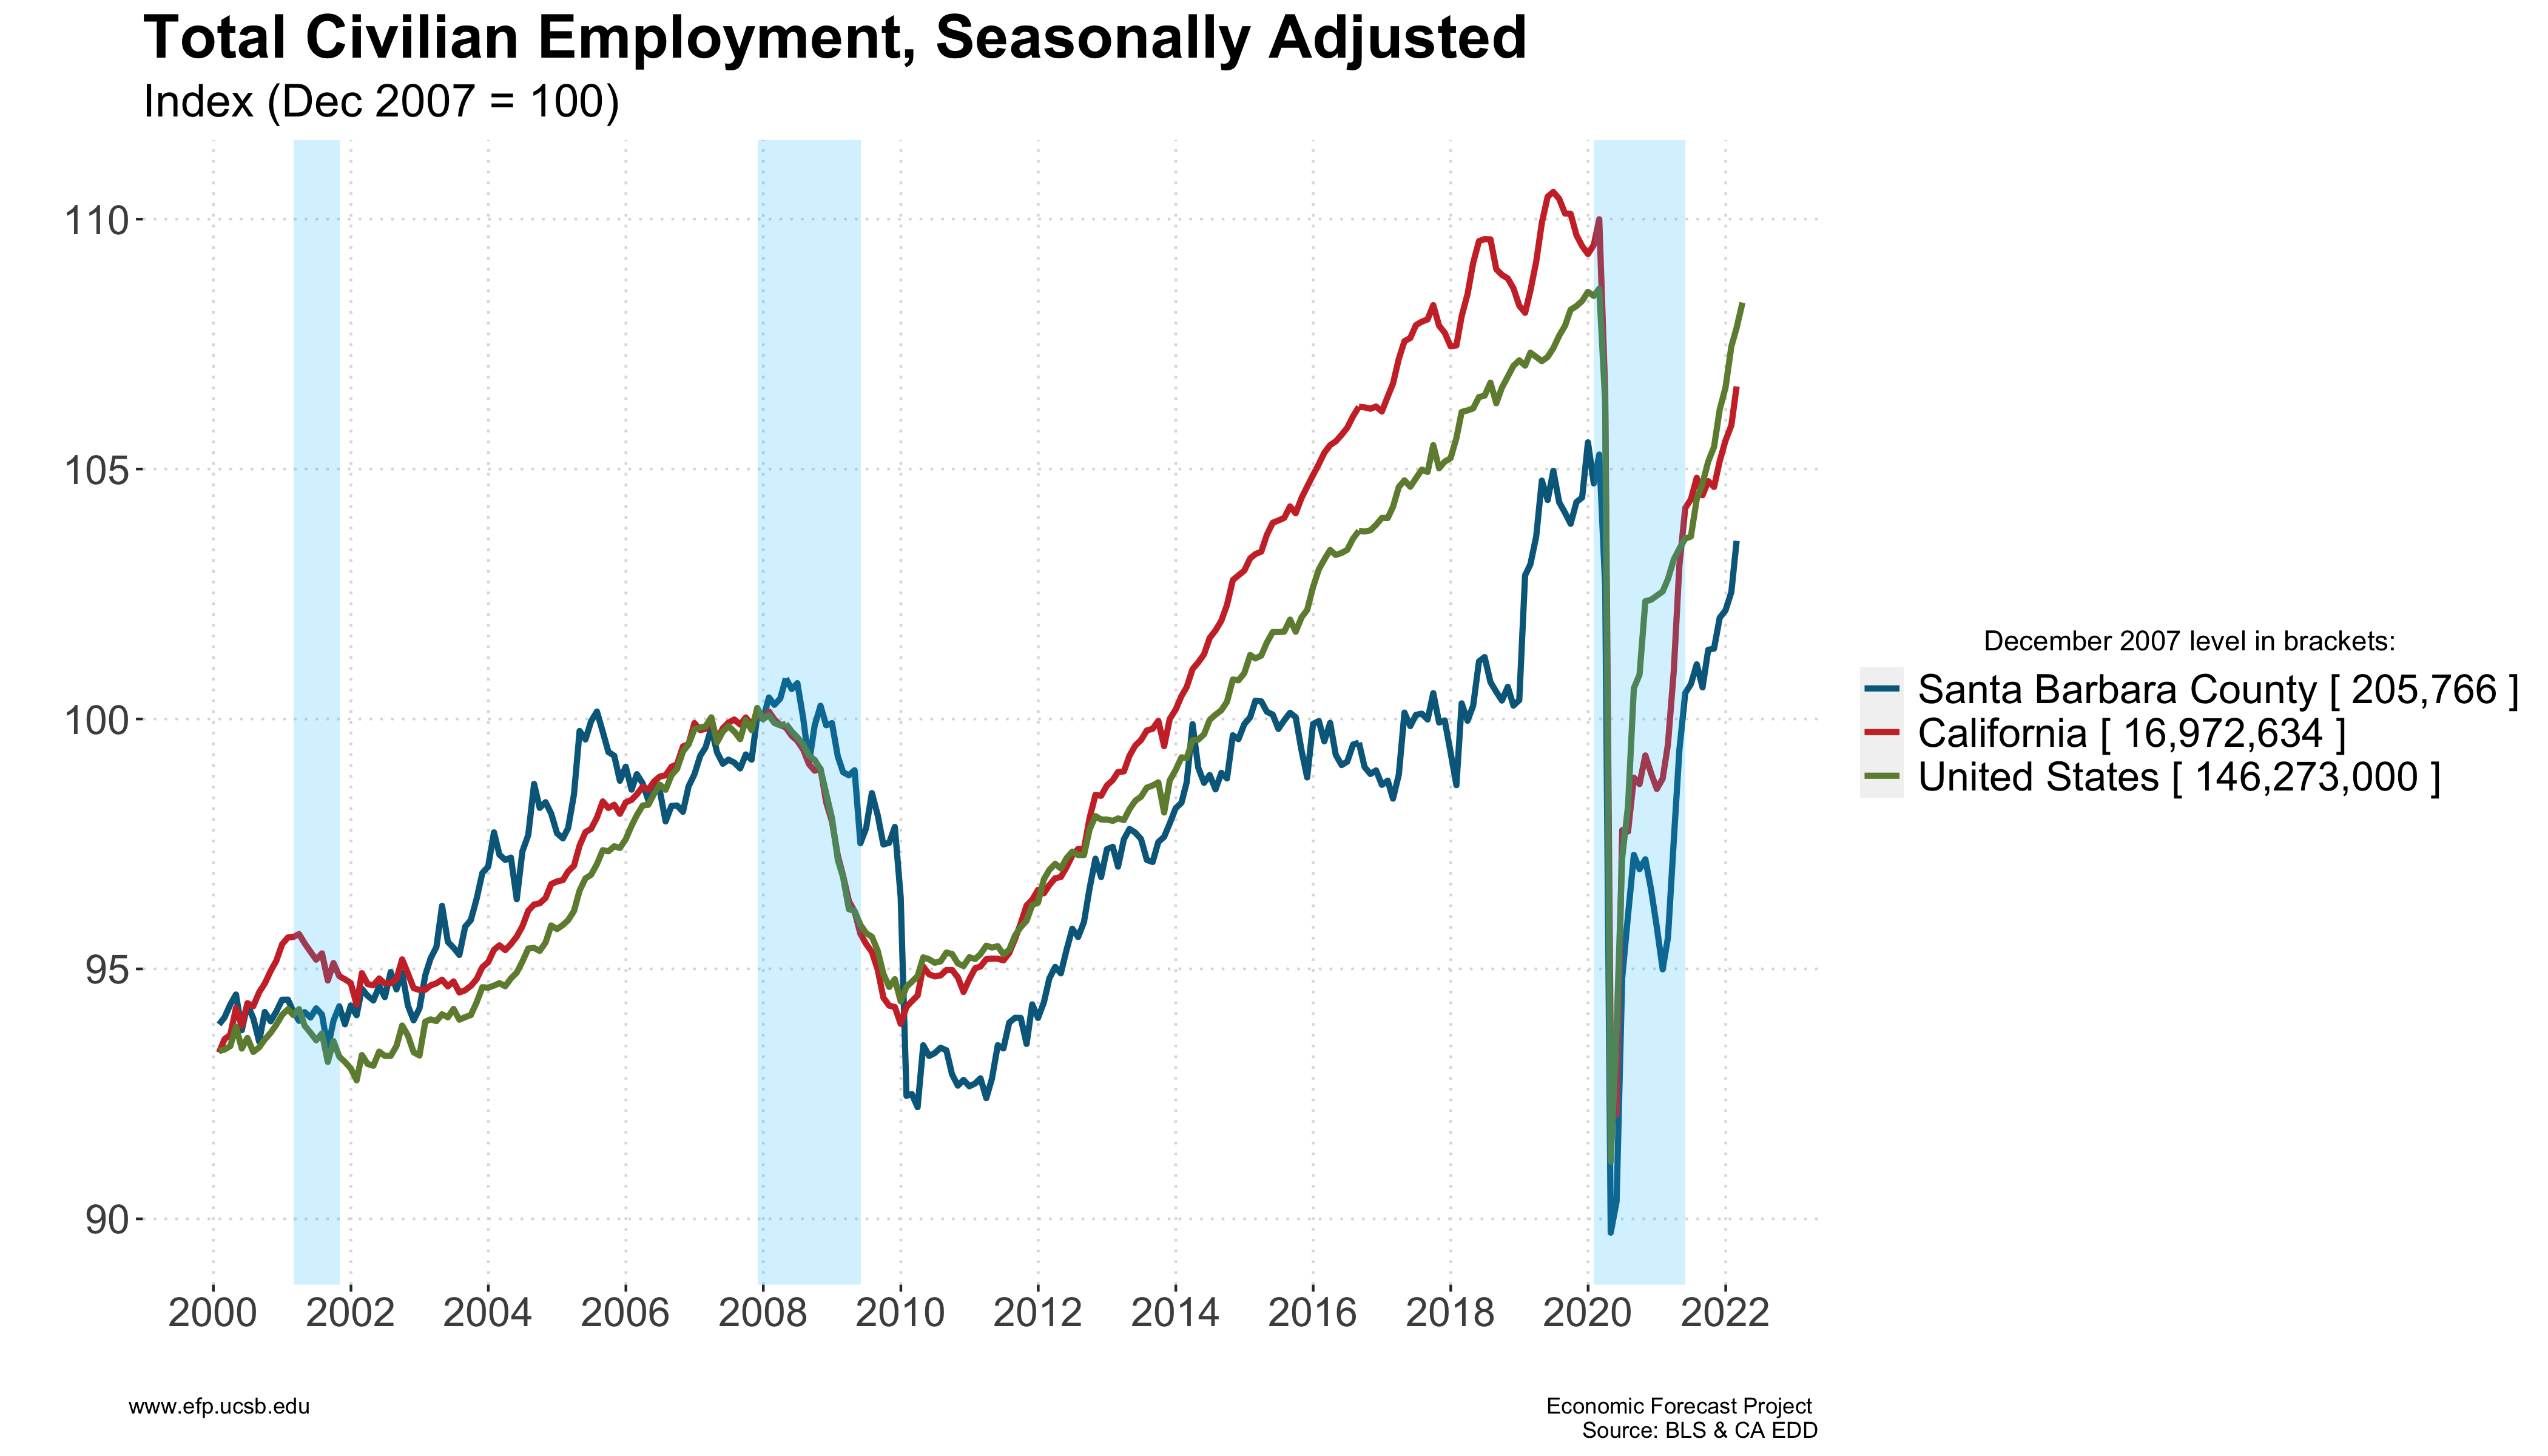 Total Civilian Employment, Seasonally Adjusted
Index (Dec 2007 = 100)
110
105
100
95
90
2000 2002 2004 2006 2008 2010 2012 2014 2016 2018 2020 2022
December 2007 level in brackets:
Santa Barbara County [ 205,766 ]
California [ 16,972,634 ]
United States [ 146,273,000 ]
www.efp.ucsb.edu
Economic Forecast Project
Source: BLS & CA EDD